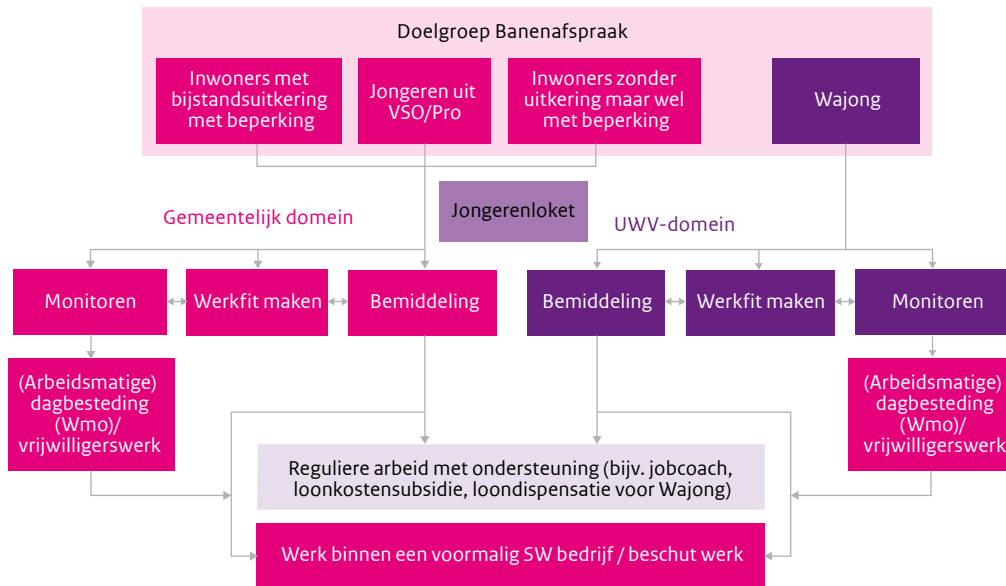 Doelgroep Banenafspraak
Inwoners met
bijstandsuitkering
met beperking
Jongeren uit
VSO/Pro
Inwoners zonder
uitkering maar wel
met beperking
Wajong
Jongerenloket
Gemeentelijk domein
UWV-domein
Monitoren
Werkfit maken
Bemiddeling
Bemiddeling
Werkfit maken
Monitoren
(Arbeidsmatige)
dagbesteding
(Wmo)/
vrijwilligerswerk
(Arbeidsmatige)
dagbesteding
(Wmo)/
vrijwilligerswerk
Reguliere arbeid met ondersteuning (bijv. jobcoach,
loonkostensubsidie, loondispensatie voor Wajong)
Werk binnen een voormalig SW bedrijf / beschut werk